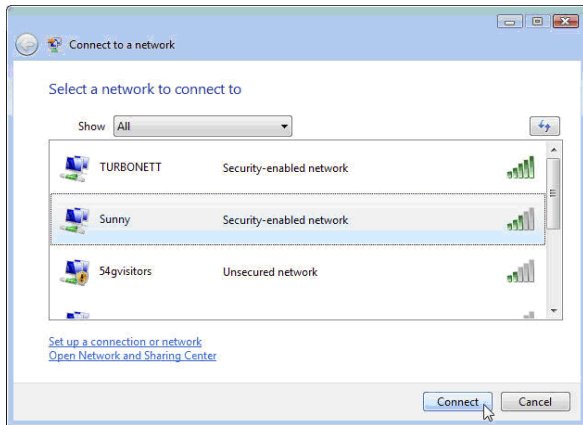 Connect to a network
Select a network to connect to
Show All
TURBONETT Security-enabled network
Sunny Security-enabled network
54gvisitors Unsecured network
Set up a connection or network
Open Network and Sharing Center
Connect Cancel